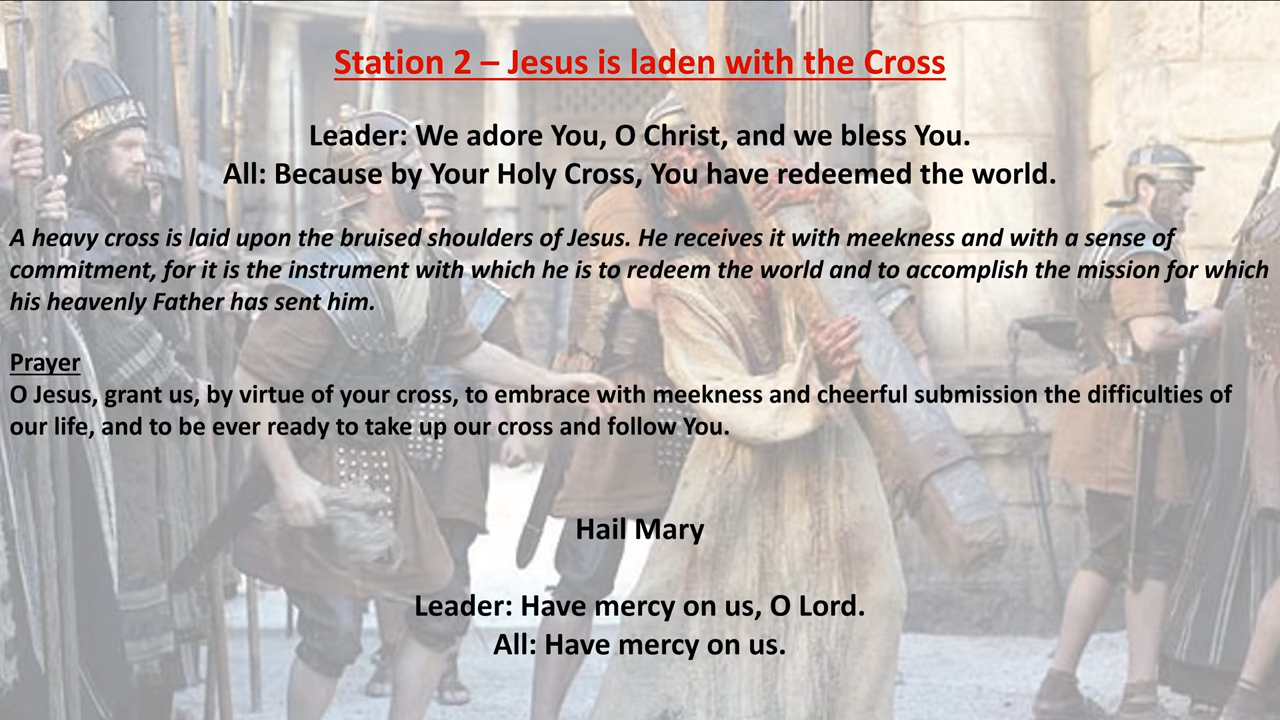 Station 2 – Jesus is laden with the Cross
Leader: We adore You, O Christ, and we bless You.
All: Because by Your Holy Cross, You have redeemed the world.
A heavy cross is laid upon the bruised shoulders of Jesus. He receives it with meekness and with a sense of
commitment, for it is the instrument with which he is to redeem the world and to accomplish the mission for which
his heavenly Father has sent him.
Prayer
O Jesus, grant us, by virtue of your cross, to embrace with meekness and cheerful submission the difficulties of
our life, and to be ever ready to take up our cross and follow You.
Hail Mary
Leader: Have mercy on us, O Lord.
All: Have mercy on us.